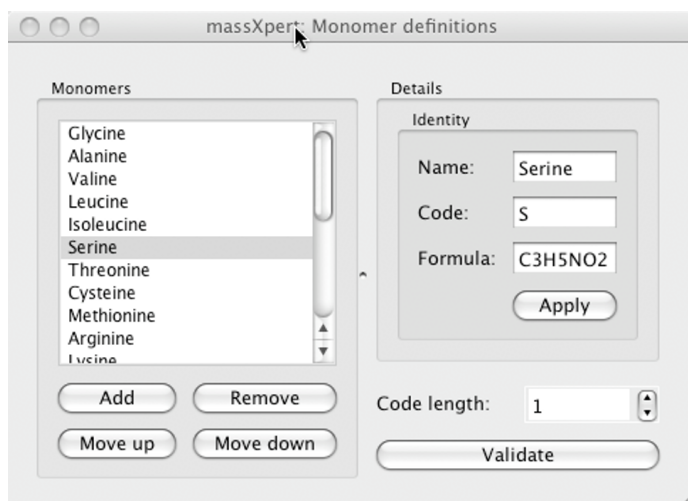 massXpert: Monomer definitions
Monomers
Glycine
Alanine
Valine
Leucine
Isoleucine
Serine
Threonine
Cysteine
Methionine
Arginine
Lysine
Add
Remove
Move up
Move down
Details
Identity
Name: Serine
Code: S
Formula: C3H5NO2
Apply
Code length: 1
Validate